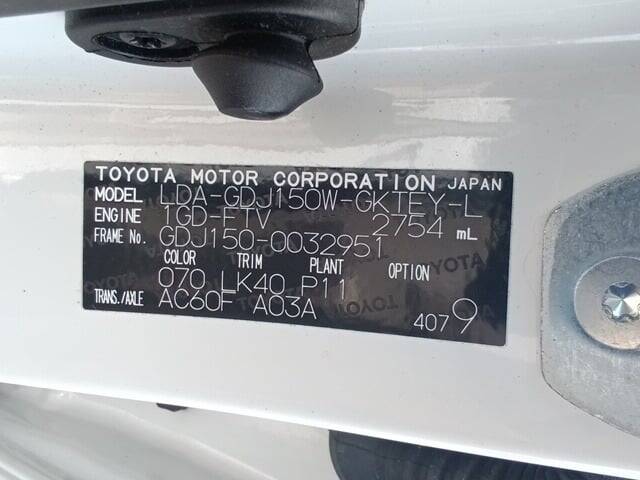 TOYOTA MOTOR CORPORATION JAPAN
MODEL LDA-GDJ150W-GKTEY-L
ENGINE 1GD-FTV 2754 mL
FRAME No. GDJ150-0032951
COLOR TRIM PLANT OPTION
070 LK40 P11
TRANS./AXLE AC60F A03A
4079